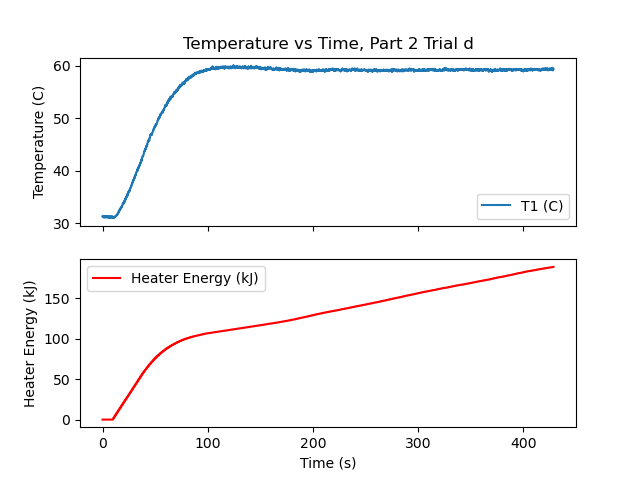 Temperature vs Time, Part 2 Trial d
60
50
40
30
Temperature (C)
T1 (C)
Heater Energy (kJ)
150
100
50
0
Heater Energy (kJ)
0 100 200 300 400
Time (s)